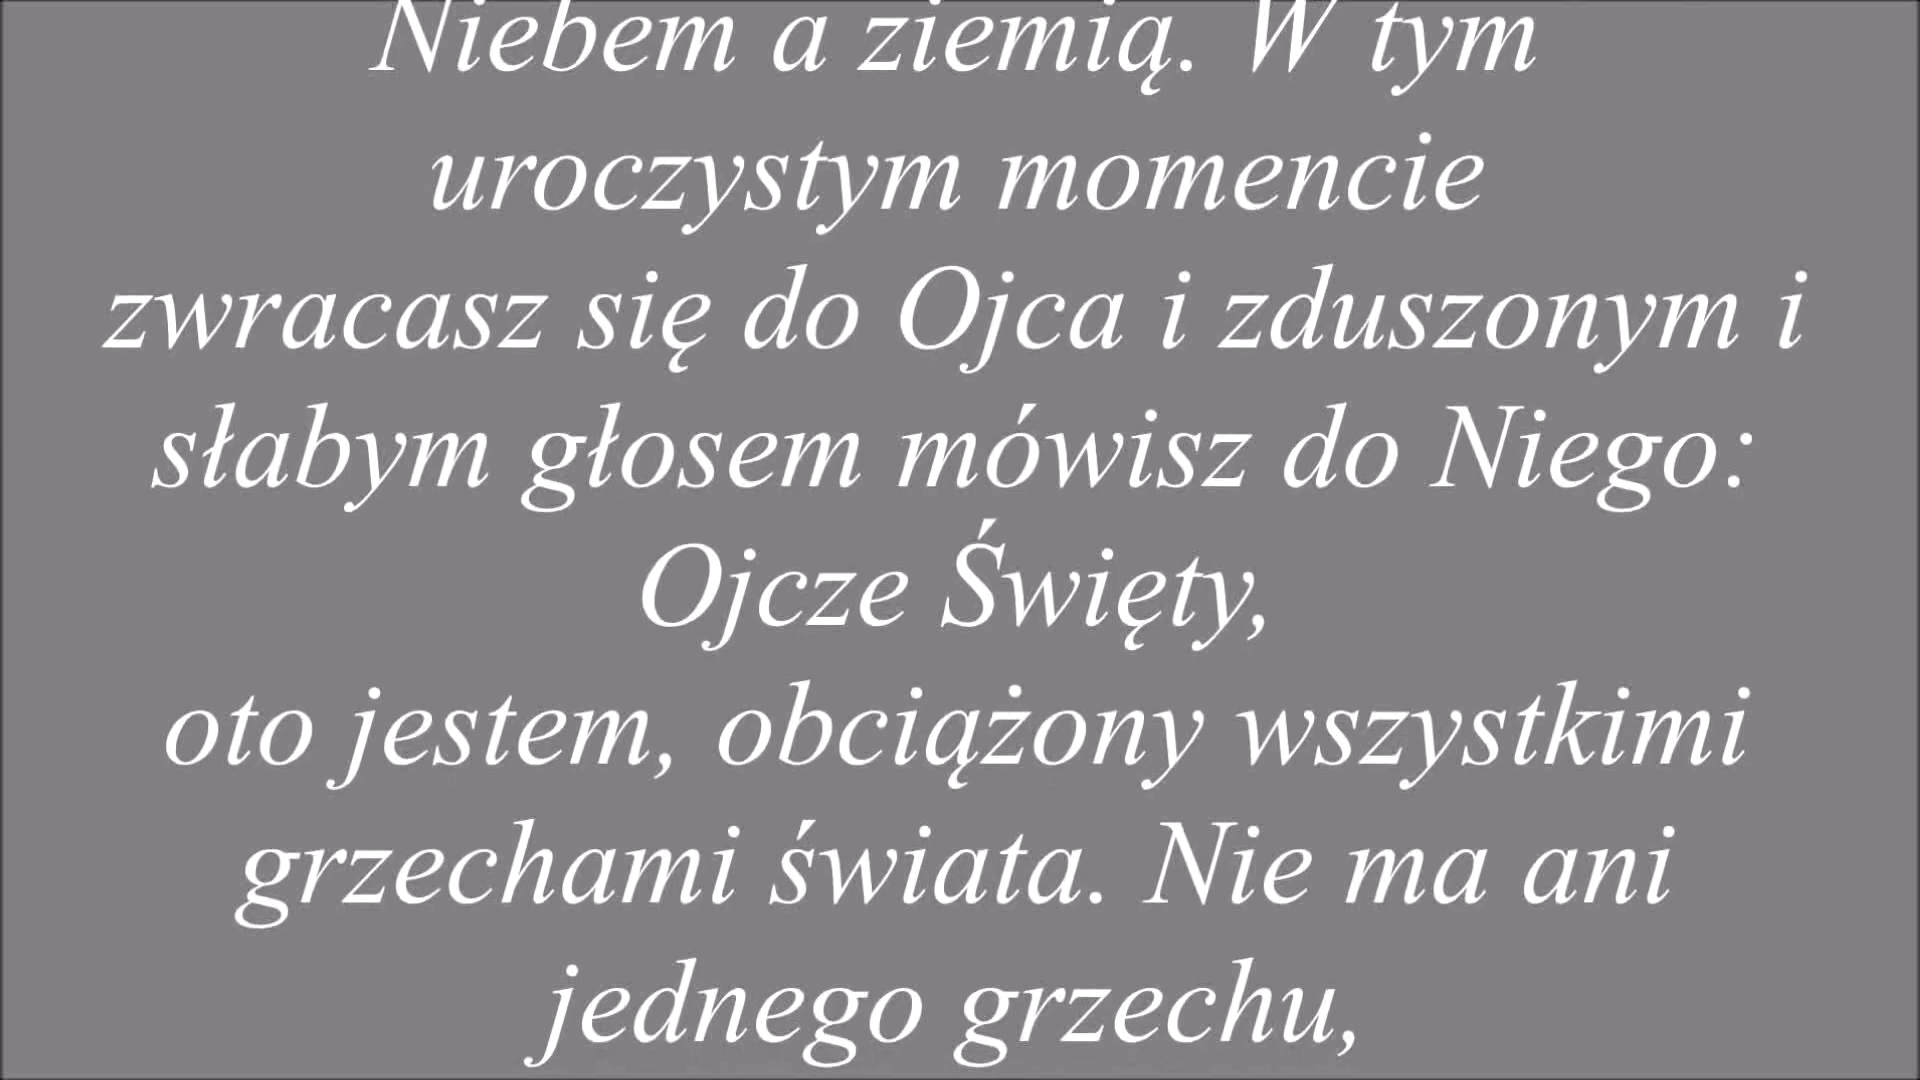 Niebem a ziemią. W tym
uroczystym momencie
zwracasz się do Ojca i zduszonym i
słabym głosem mówisz do Niego:
Ojcze Święty,
oto jestem, obciążony wszystkimi
grzechami świata. Nie ma ani
jednego grzechu,